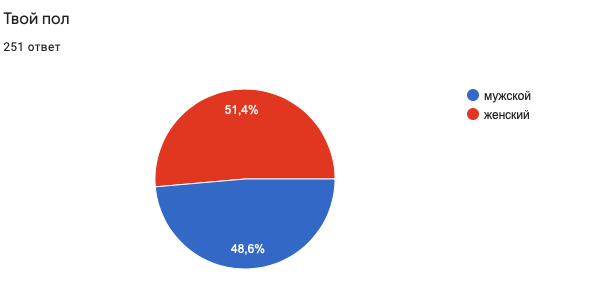 Твой пол
251 ответ
51,4%
мужской
женский
48,6%